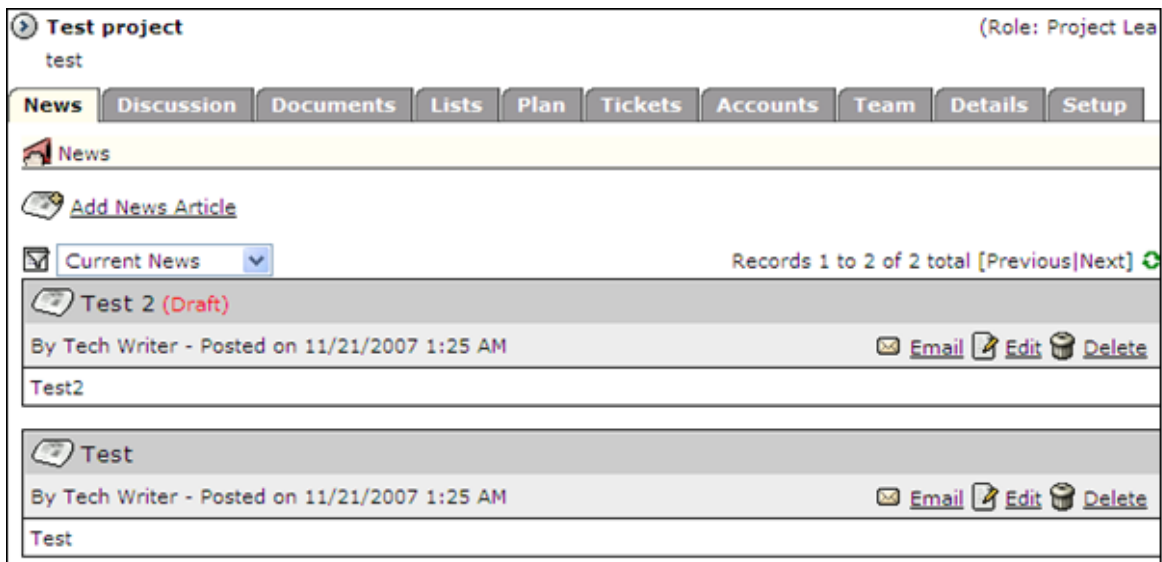 Test project (Role: Project Lea
test
News Discussion Documents Lists Plan Tickets Accounts Team Details Setup
News
Add News Article
Current News Records 1 to 2 of 2 total [Previous|Next]
Test 2 (Draft)
By Tech Writer - Posted on 11/21/2007 1:25 AM Email Edit Delete
Test2
Test
By Tech Writer - Posted on 11/21/2007 1:25 AM Email Edit Delete
Test